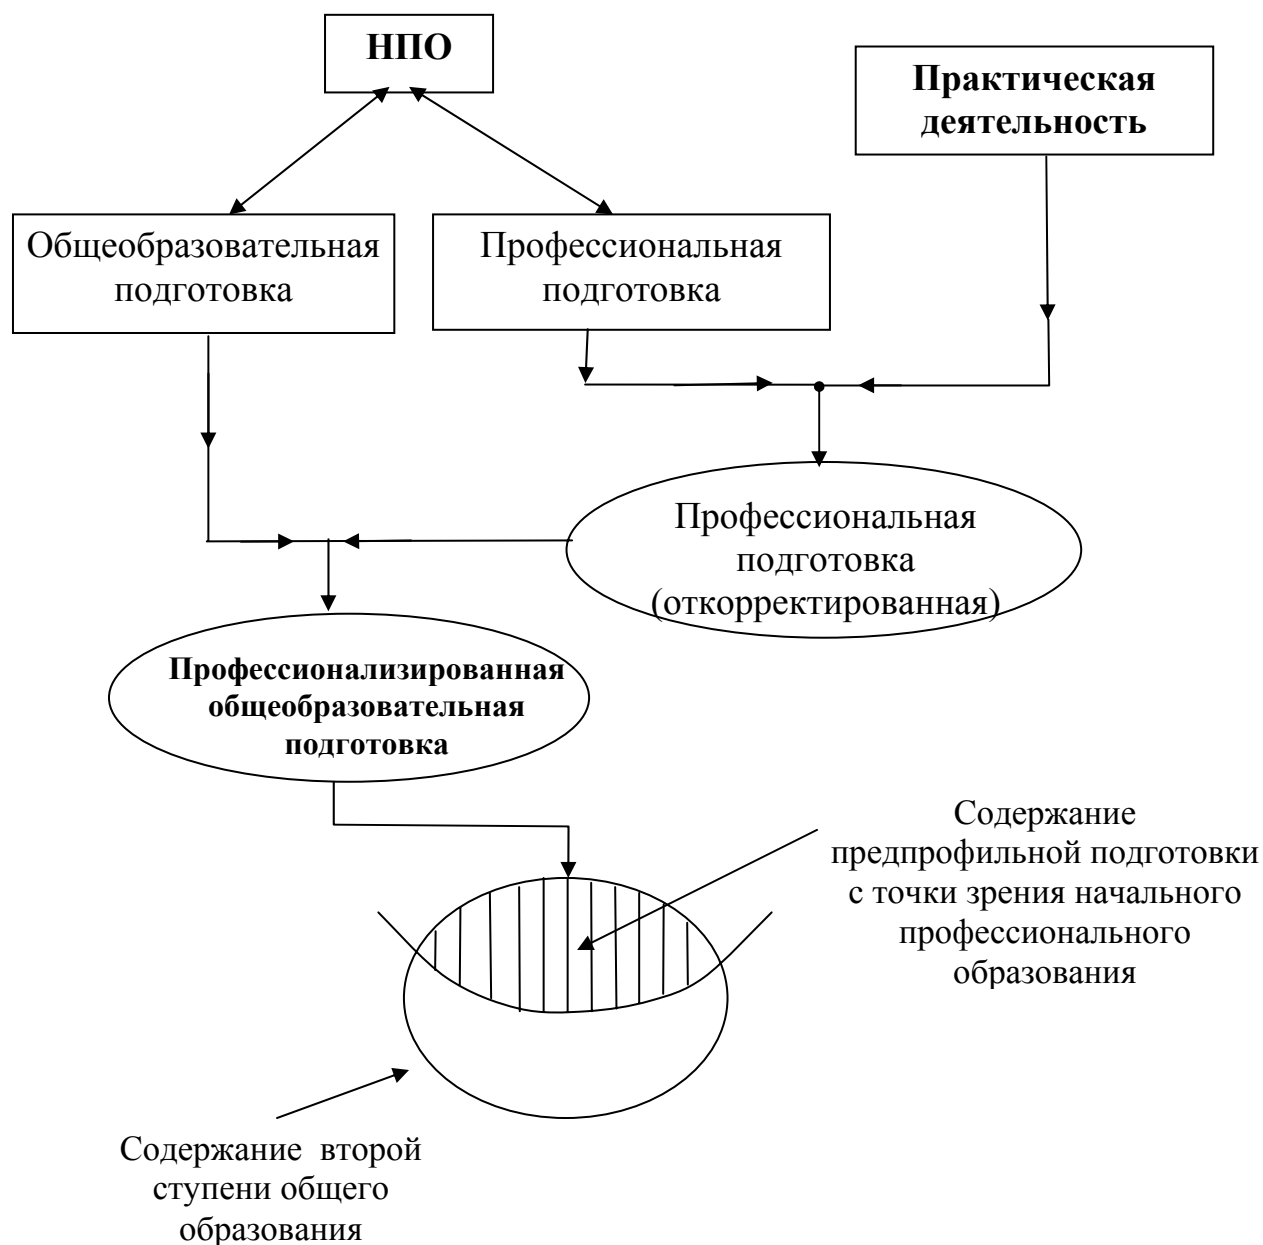 НПО
Практическая
деятельность
Общеобразовательная
подготовка
Профессиональная
подготовка
Профессиональная
подготовка
(откорректированная)
Профессионализированная
общеобразовательная
подготовка
Содержание
предпрофильной подготовки
с точки зрения начального
профессионального
образования
Содержание второй
ступени общего
образования